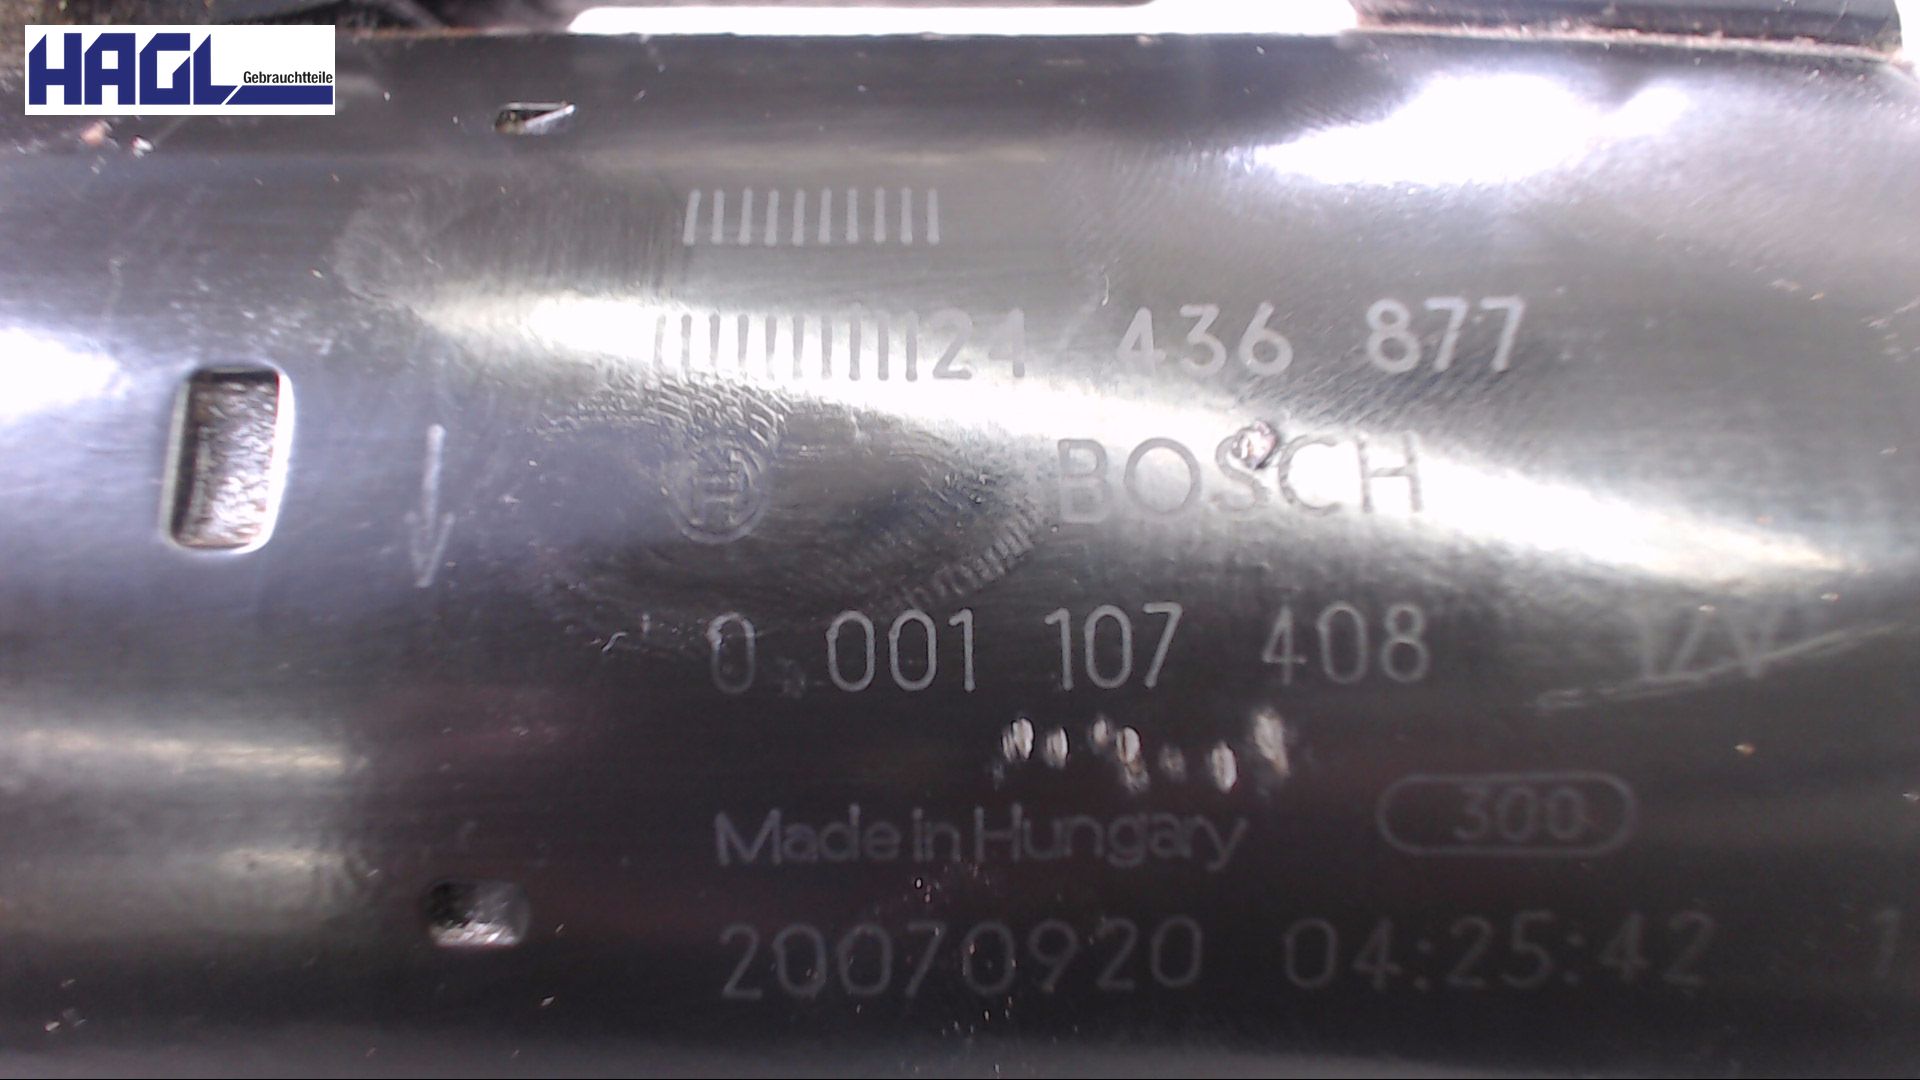 HAGL
Gebrauchtteile
24 436 877
BOSCH
0 001 107 408 12V
Made in Hungary 300
20070920 04:25:42 1